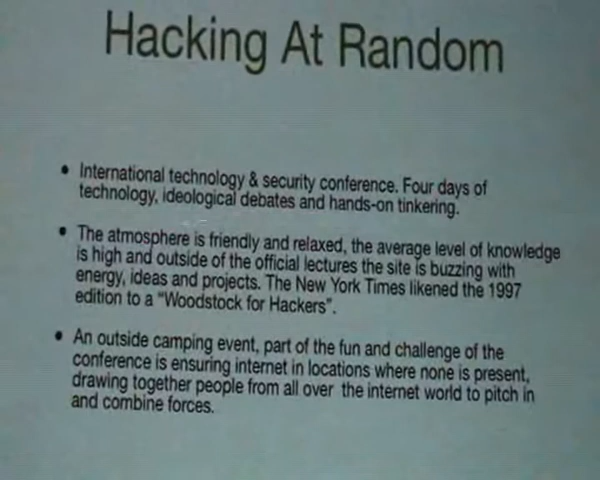 Hacking At Random
• International technology & security conference. Four days of
technology, ideological debates and hands-on tinkering.
• The atmosphere is friendly and relaxed, the average level of knowledge
is high and outside of the official lectures the site is buzzing with
energy, ideas and projects. The New York Times likened the 1997
edition to a "Woodstock for Hackers".
• An outside camping event, part of the fun and challenge of the
conference is ensuring internet in locations where none is present,
drawing together people from all over the internet world to pitch in
and combine forces.